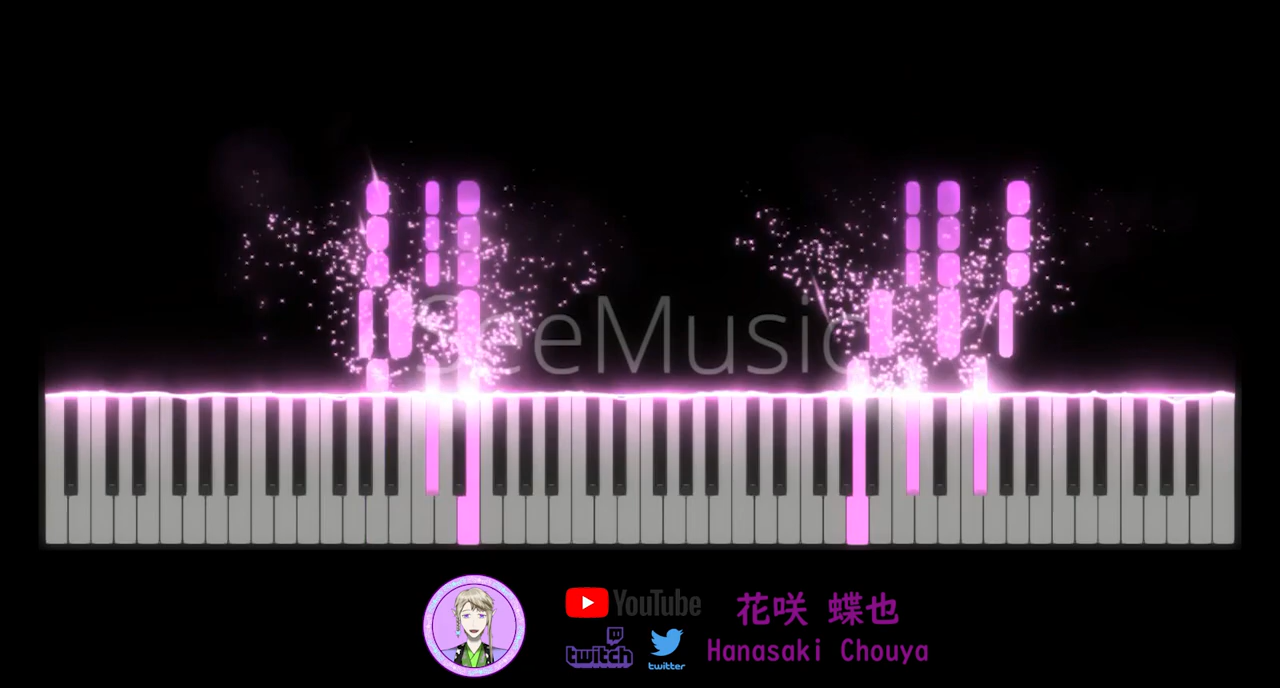 SeeMusic
YouTube
花咲 蝶也
twitch
twitter
Hanasaki Chouya